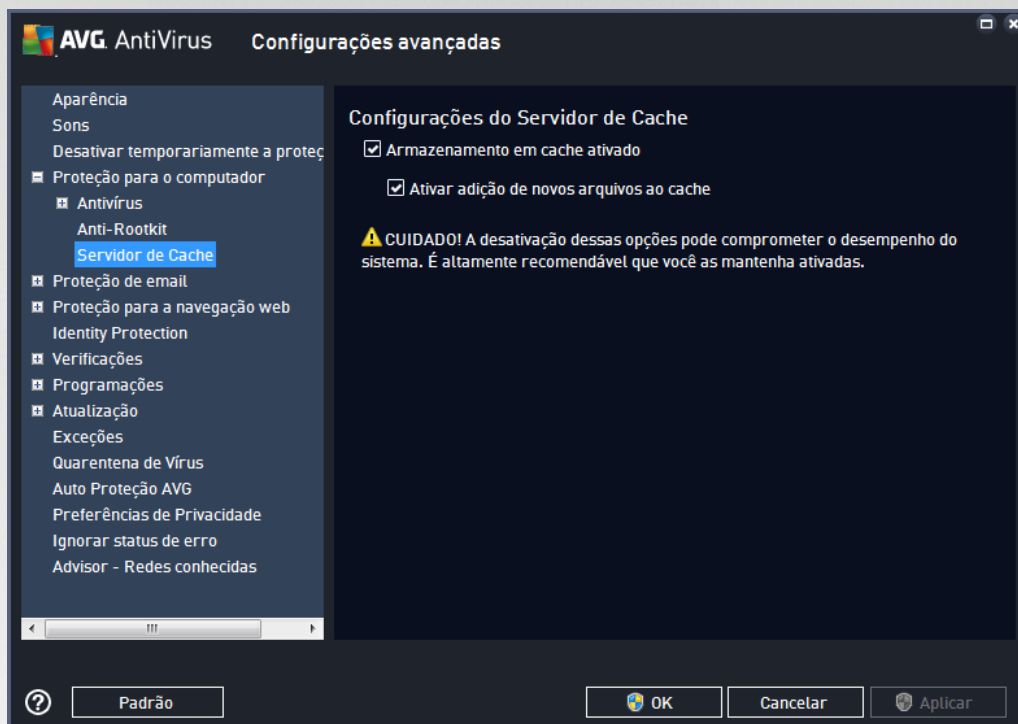 AVG. AntiVirus Configurações avançadas
Aparência
Sons
Desativar temporariamente a proteç
Proteção para o computador
Antivírus
Anti-Rootkit
Servidor de Cache
Proteção de email
Proteção para a navegação web
Identity Protection
Verificações
Programações
Atualização
Exceções
Quarentena de Vírus
Auto Proteção AVG
Preferências de Privacidade
Ignorar status de erro
Advisor - Redes conhecidas
Configurações do Servidor de Cache
Armazenamento em cache ativado
Ativar adição de novos arquivos ao cache
CUIDADO! A desativação dessas opções pode comprometer o desempenho do
sistema. É altamente recomendável que você as mantenha ativadas.
Padrão
OK
Cancelar
Aplicar